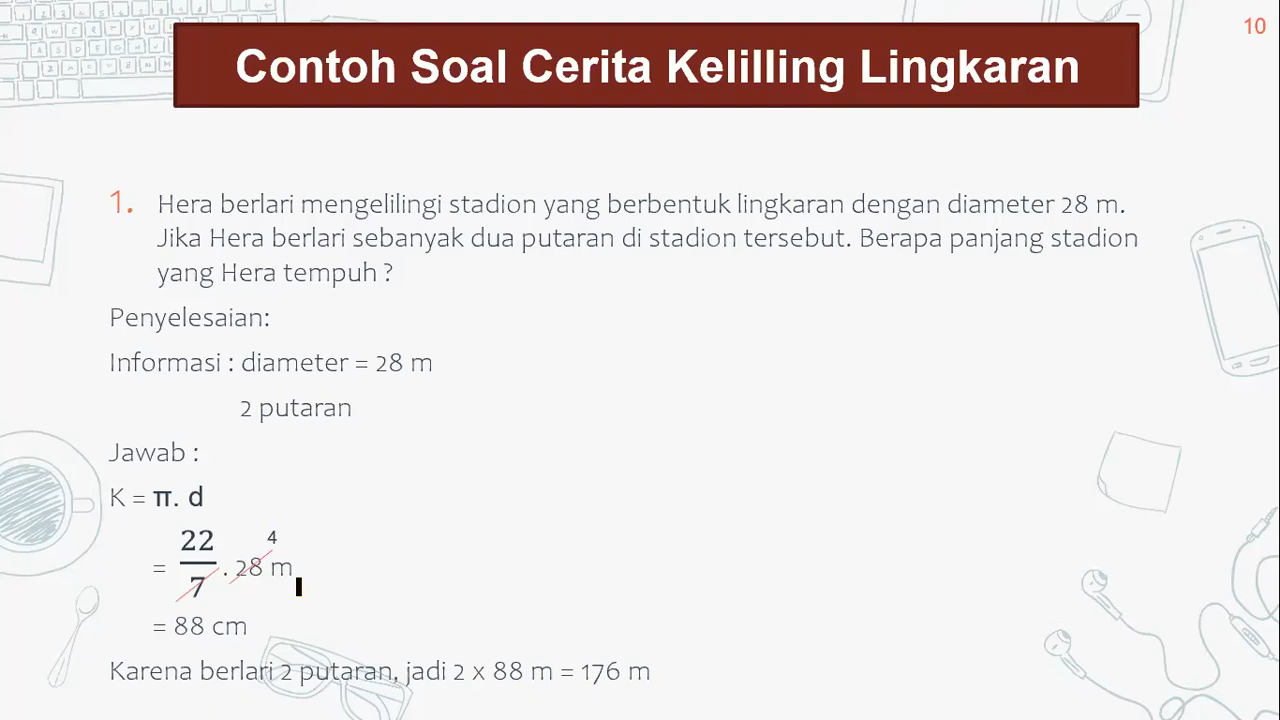 10
Contoh Soal Cerita Kelilling Lingkaran
1. Hera berlari mengelilingi stadion yang berbentuk lingkaran dengan diameter 28 m.
Jika Hera berlari sebanyak dua putaran di stadion tersebut. Berapa panjang stadion
yang Hera tempuh ?
Penyelesaian:
Informasi : diameter = 28 m
2 putaran
Jawab :
K = π. d
= 22/7 . 28 m 4
= 88 cm
Karena berlari 2 putaran, jadi 2 x 88 m = 176 m